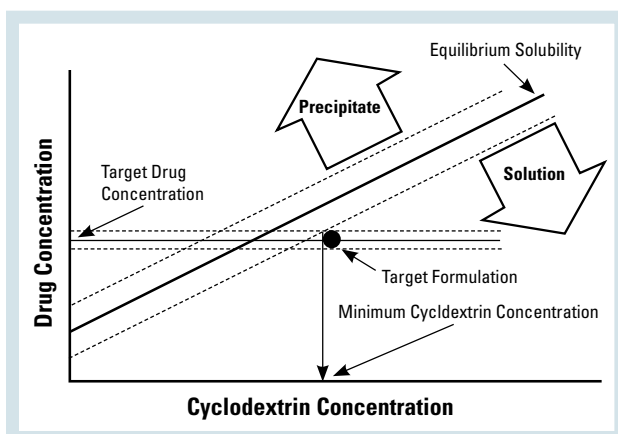 Equilibrium Solubility
Precipitate
Solution
Target Drug
Concentration
Drug Concentration
Target Formulation
Minimum Cycldextrin Concentration
Cyclodextrin Concentration